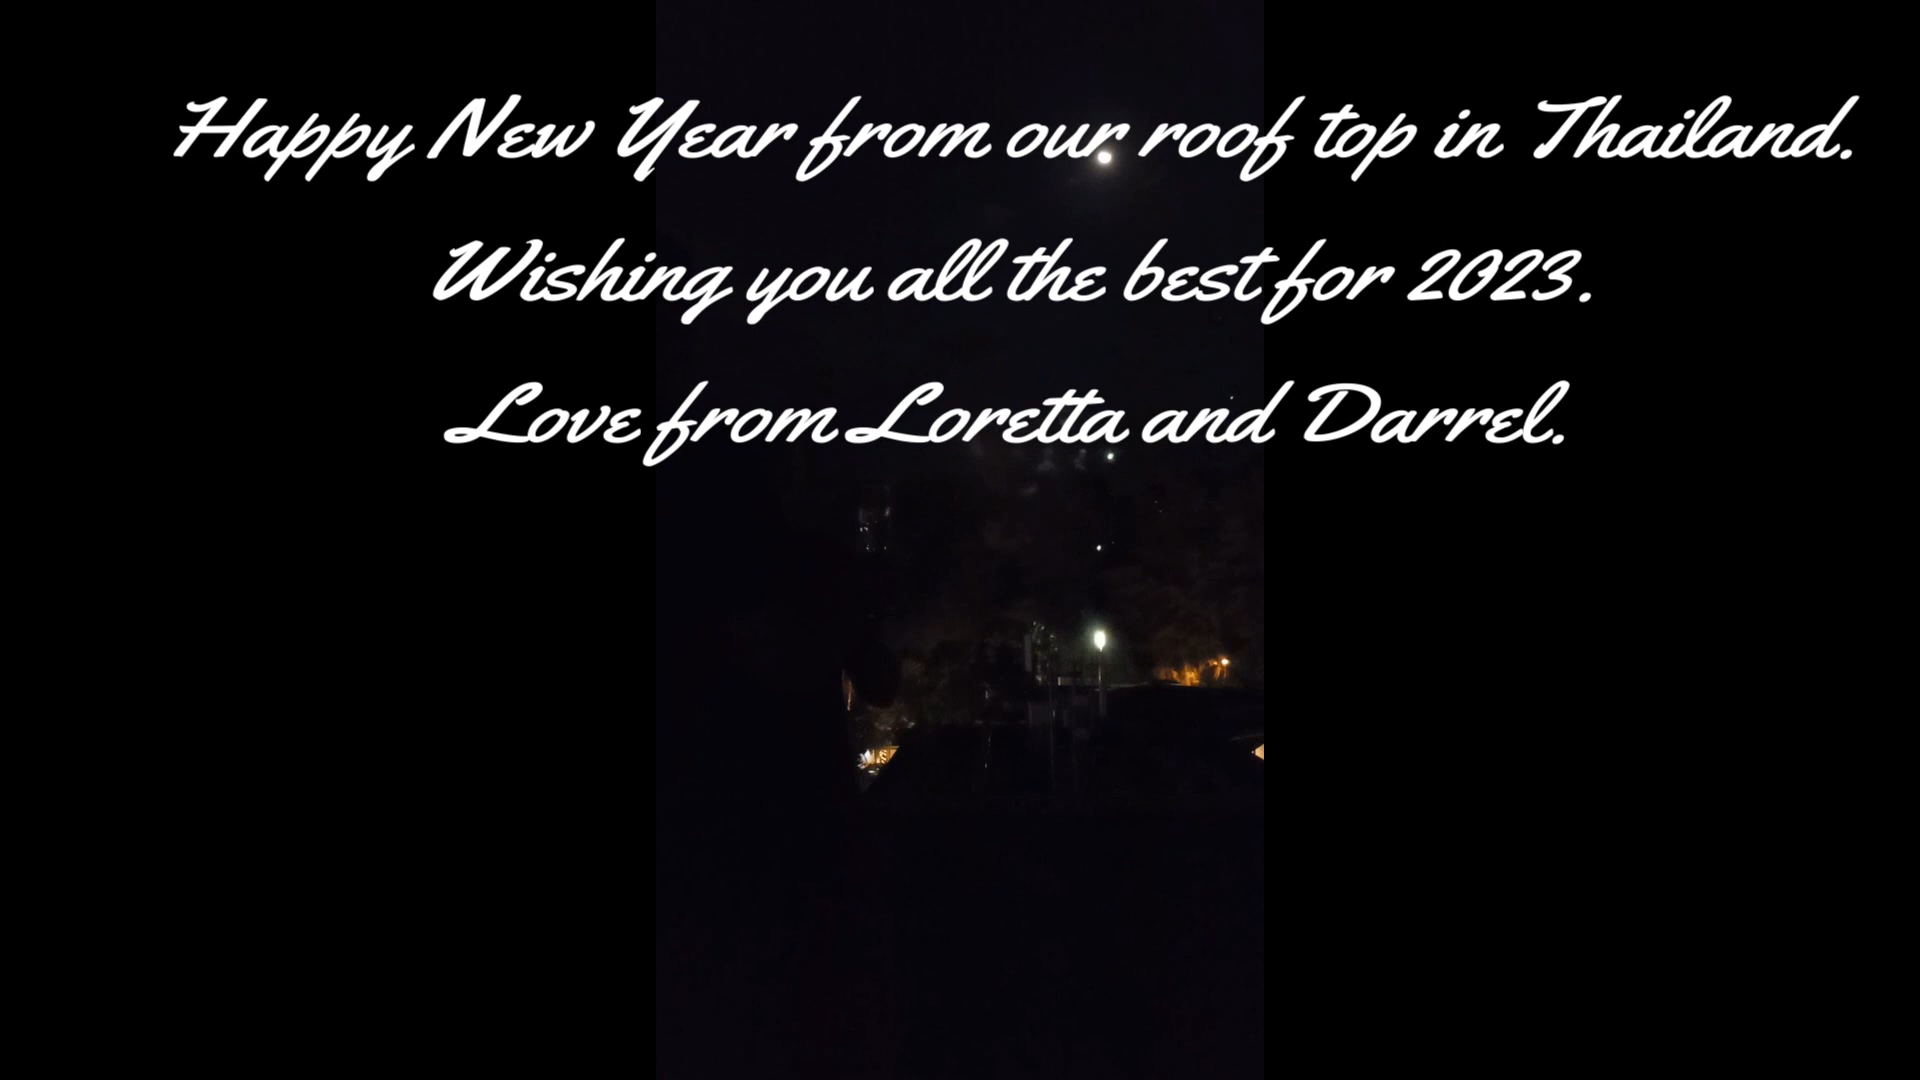 Happy New Year from our roof top in Thailand.
Wishing you all the best for 2023.
Love from Loretta and Darrel.